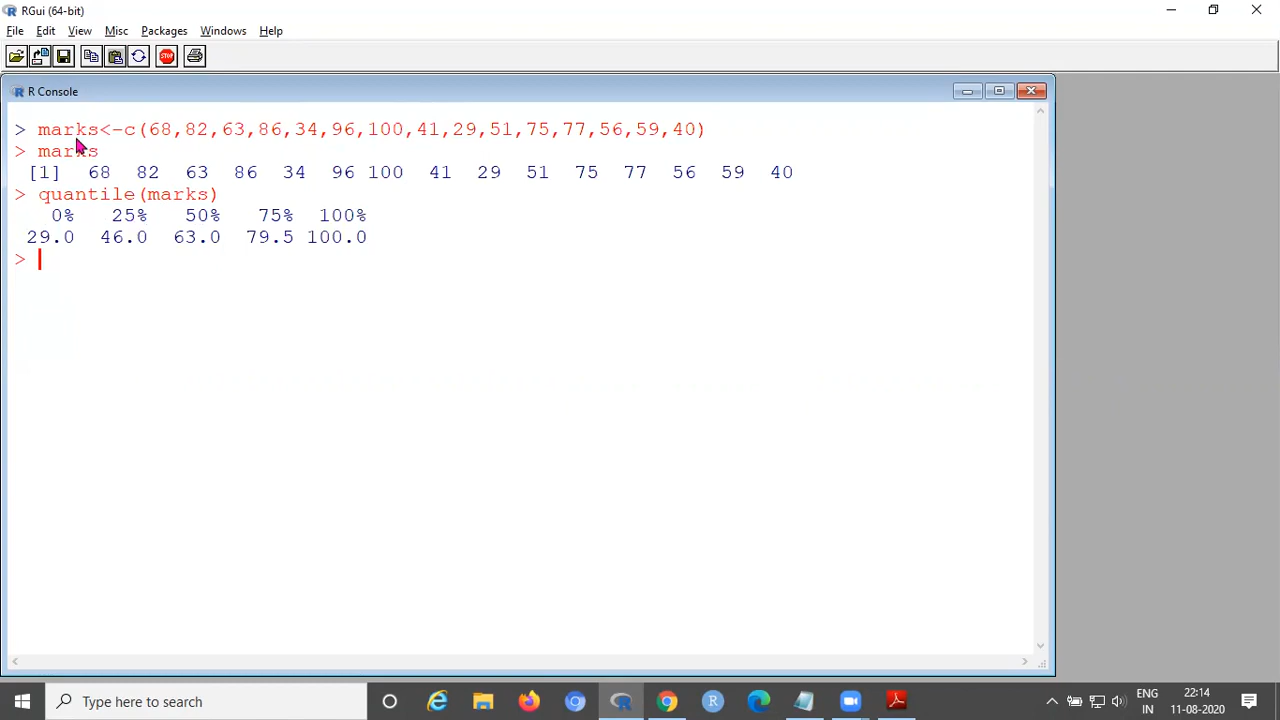 RGui (64-bit)
File Edit View Misc Packages Windows Help
STOP
R Console
> marks<-c(68,82,63,86,34,96,100,41,29,51,75,77,56,59,40)
> marks
[1] 68 82 63 86 34 96 100 41 29 51 75 77 56 59 40
> quantile(marks)
0% 25% 50% 75% 100%
29.0 46.0 63.0 79.5 100.0
>
Type here to search
ENG 22:14
IN 11-08-2020